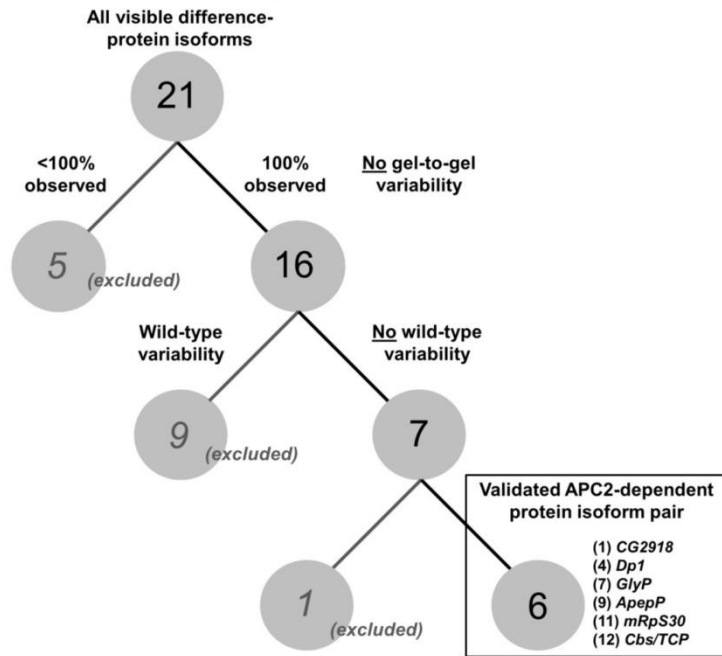 All visible difference-
protein isoforms
21
<100%
observed
100%
observed
No gel-to-gel
variability
5
(excluded)
16
Wild-type
variability
No wild-type
variability
9
(excluded)
7
Validated APC2-dependent
protein isoform pair
(1) CG2918
(4) Dp1
(7) GlyP
(9) ApepP
(11) mRpS30
(12) Cbs/TCP
1
(excluded)
6